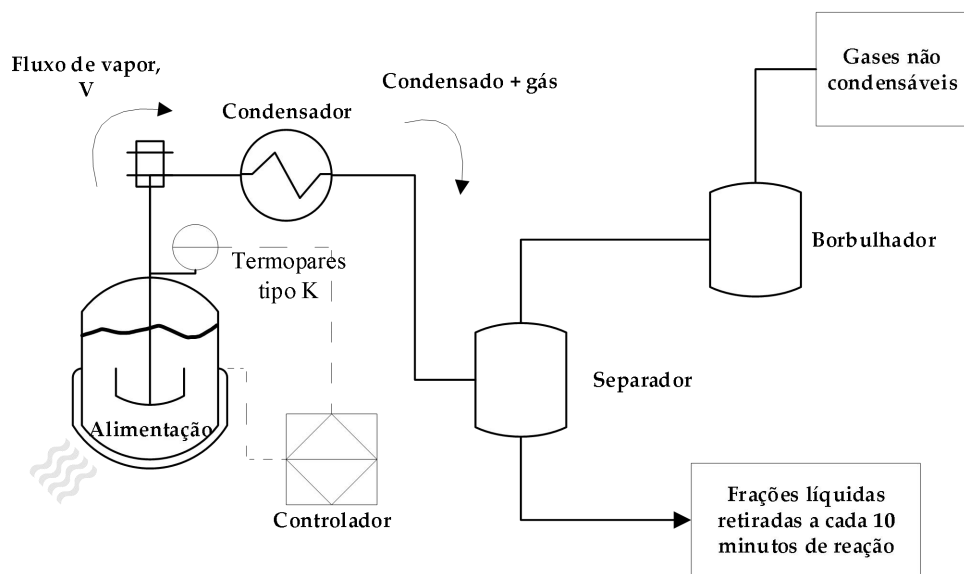 Fluxo de vapor,
V
Condensador
Condensado + gás
Gases não
condensáveis
Borbulhador
Termopares
tipo K
Separador
Alimentação
Controlador
Frações líquidas
retiradas a cada 10
minutos de reação